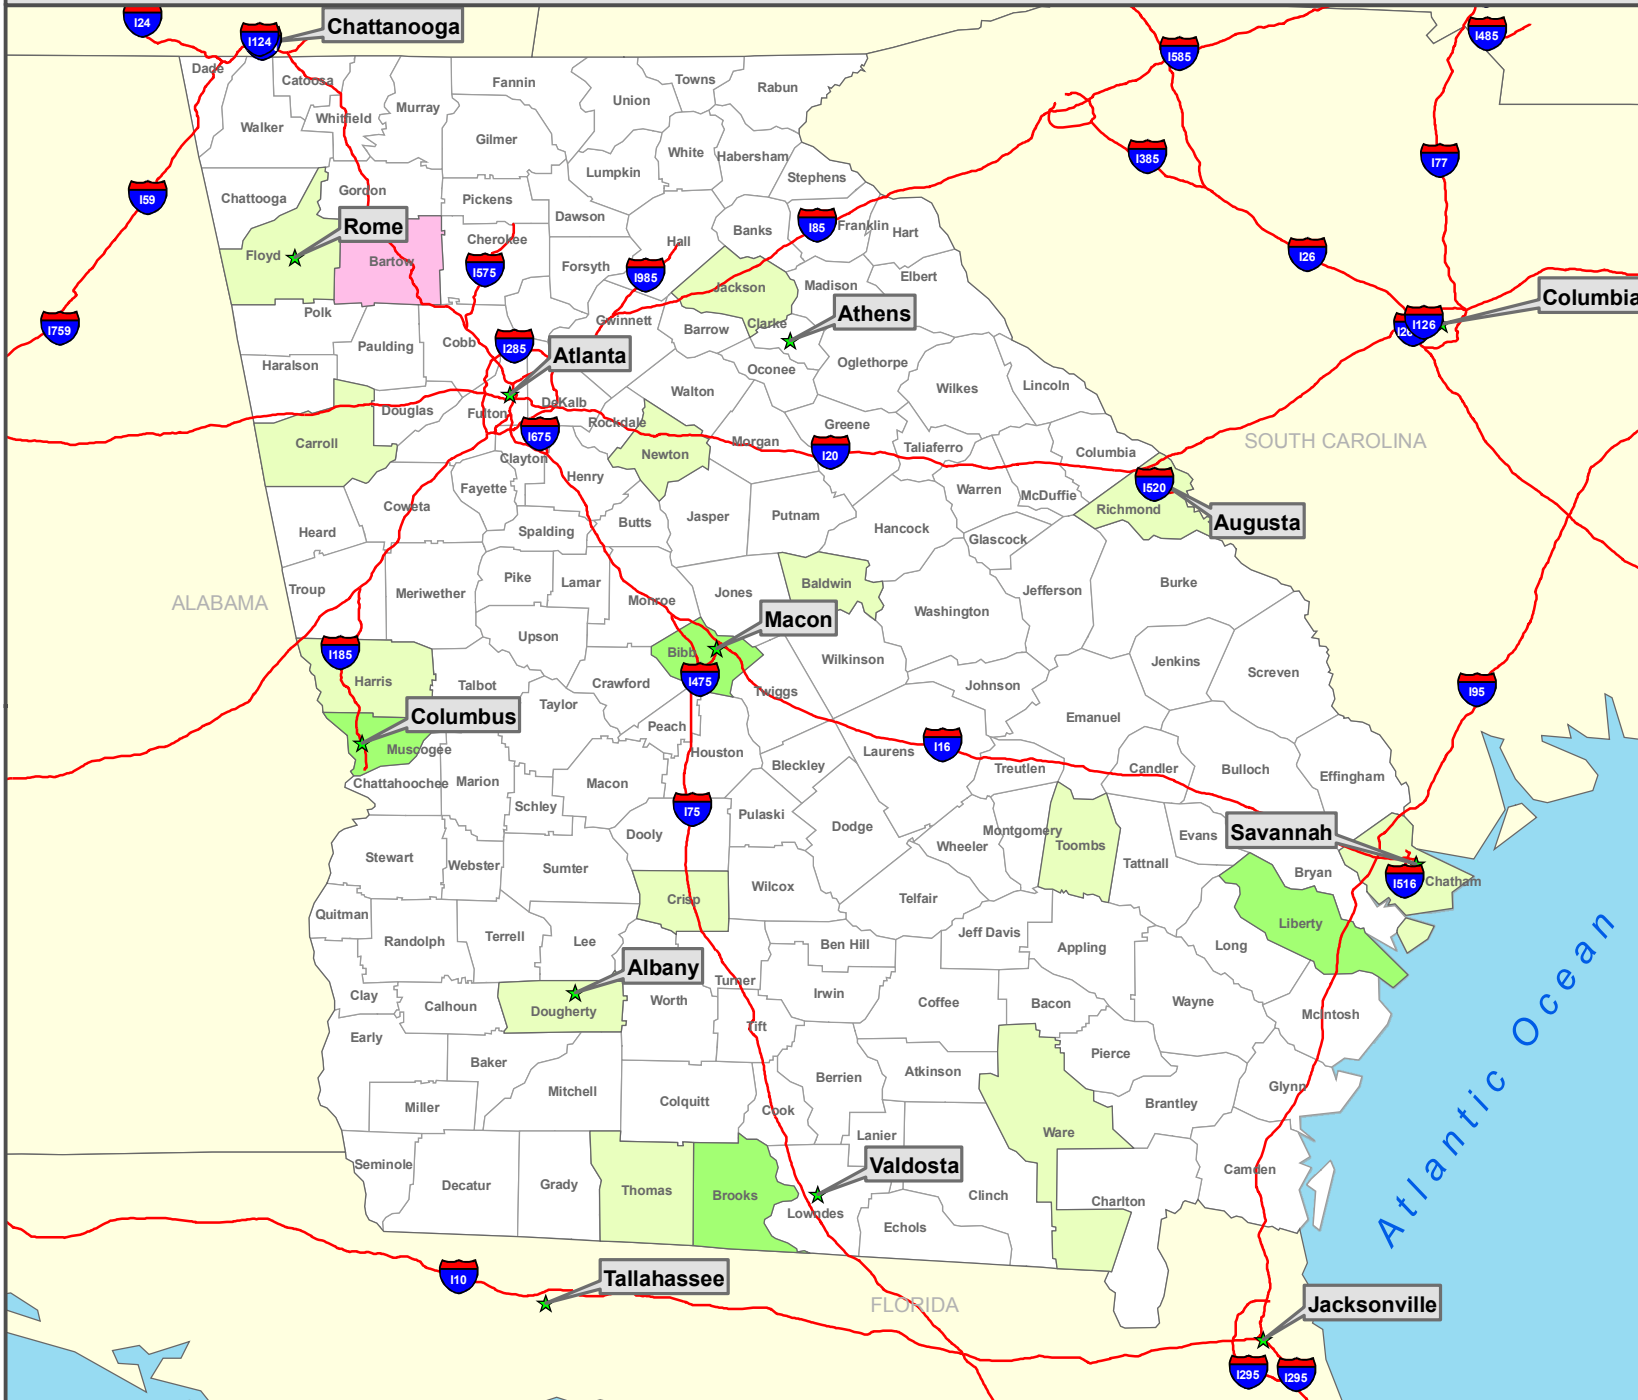 I24
I124
Chattanooga
I585
I485
Dade
Catoosa
Fannin
Towns
Rabun
Union
Murray
Whitfield
Walker
Gilmer
White
Habersham
I385
I77
Lumpkin
Stephens
I59
Chattooga
Gordon
Pickens
Dawson
Rome
Banks
I85
Franklin
Hart
Cherokee
Hall
Floyd
Bartow
I575
Forsyth
I985
Elbert
I26
Jackson
Madison
Columbia
Polk
Gwinnett
Clarke
Athens
I126
I759
Barrow
Cobb
I285
Paulding
Atlanta
Haralson
Oconee
Oglethorpe
Wilkes
Lincoln
Walton
DeKalb
Douglas
Fulton
Rockdale
Greene
I675
Morgan
I20
Taliaferro
Columbia
SOUTH CAROLINA
Carroll
Clayton
Newton
Henry
Fayette
Warren
McDuffie
I520
Richmond
Augusta
Coweta
Heard
Spalding
Butts
Jasper
Putnam
Hancock
Glascock
Troup
Pike
Lamar
Meriwether
Monroe
Jones
Baldwin
Washington
Jefferson
Burke
ALABAMA
Macon
Upson
I185
Bibb
Wilkinson
Jenkins
Screven
Harris
Talbot
Crawford
I475
Twiggs
Johnson
I95
Columbus
Taylor
Emanuel
Muscogee
Peach
Houston
Laurens
I16
Chattahoochee
Marion
Macon
Bleckley
Treutlen
Candler
Bulloch
Effingham
Schley
I75
Pulaski
Dooly
Dodge
Montgomery
Wheeler
Toombs
Evans
Savannah
Stewart
Webster
Sumter
Tattnall
Bryan
I516
Chatham
Crisp
Wilcox
Telfair
Quitman
Liberty
Randolph
Terrell
Lee
Ben Hill
Jeff Davis
Appling
Long
Albany
Turner
Clay
Calhoun
Dougherty
Worth
Irwin
Coffee
Bacon
Wayne
McIntosh
Early
Tift
Baker
Pierce
Berrien
Atkinson
Mitchell
Glynn
Miller
Colquitt
Cook
Brantley
Ware
Lanier
Seminole
Valdosta
Camden
Decatur
Grady
Thomas
Brooks
Clinch
Charlton
Lowndes
Echols
Atlantic Ocean
I10
Tallahassee
FLORIDA
Jacksonville
I295
I295